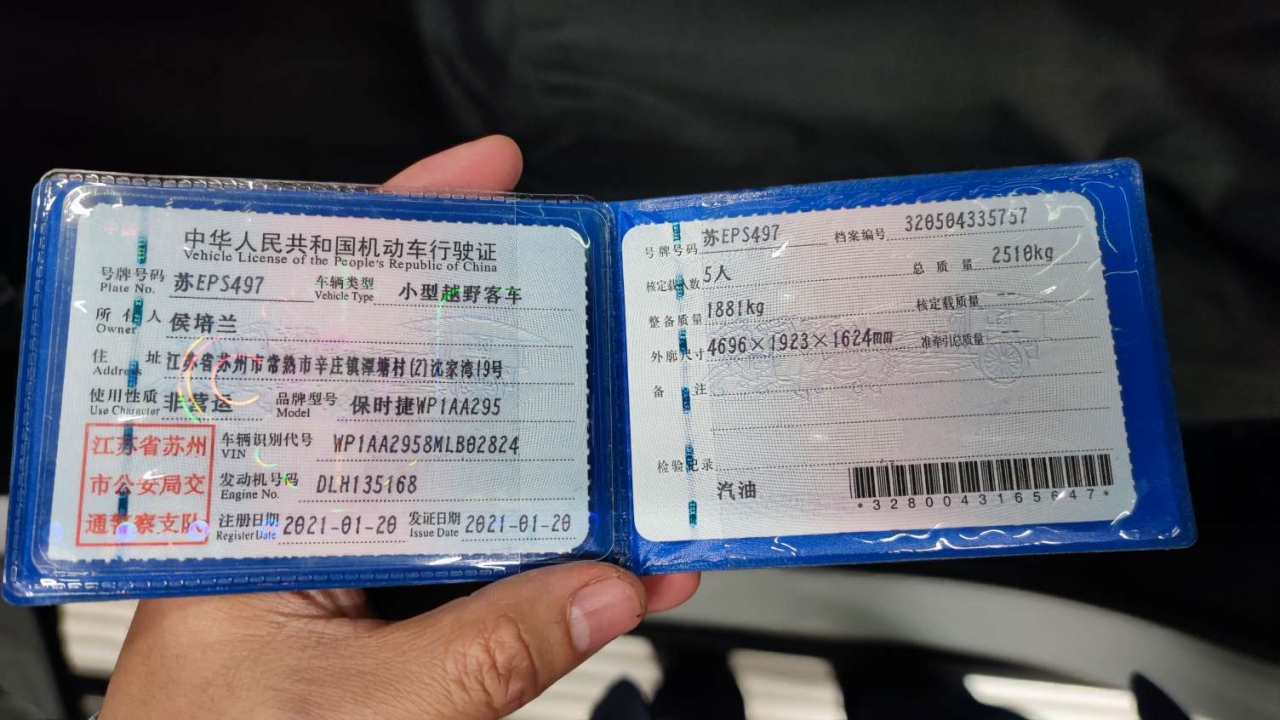 中华人民共和国机动车行驶证
Vehicle License of the People's Republic of China
号牌号码 苏EPS497 车辆类型 小型越野客车
Plate No. Vehicle Type
所有人 侯培兰
Owner
住址 江苏省苏州市常熟市辛庄镇潭塘村(2)沈家湾19号
Address
使用性质 非营运 品牌型号 保时捷WP1AA295
Use Character Model
江苏省苏州
市公安局交
通警察支队
车辆识别代号 WP1AA2958MLB02824
VIN
发动机号码 DLH135168
Engine No.
注册日期 2021-01-20 发证日期 2021-01-20
Register Date Issue Date
号牌号码 苏EPS497 档案编号 320504335757
核定载人数 5人 总质量 2510kg
整备质量 1881kg 核定载质量 --
外廓尺寸 4696×1923×1624mm 准牵引总质量 --
备注
检验记录
汽油
*3280043165647*